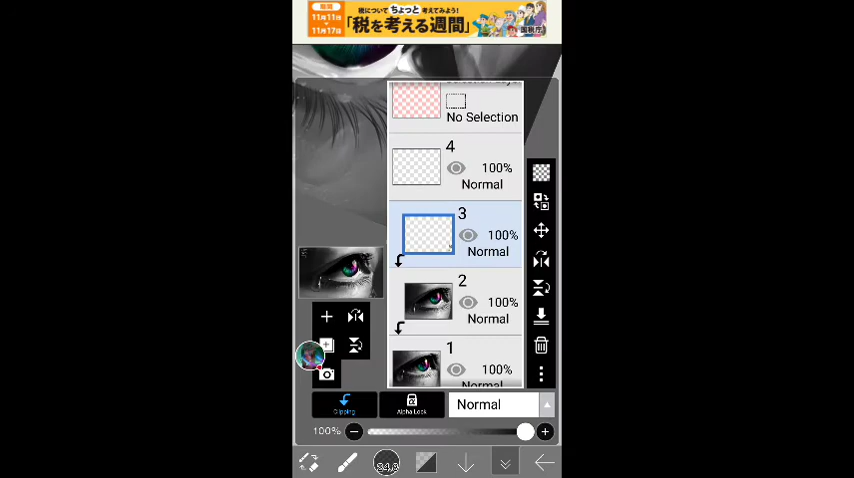 期間
11月11日
11月17日
税について ちょっと 考えてみよう!
「税を考える週間」
国税庁
No Selection
4
100%
Normal
3
100%
Normal
2
100%
Normal
1
100%
Normal
Clipping
Alpha Lock
Normal
100%